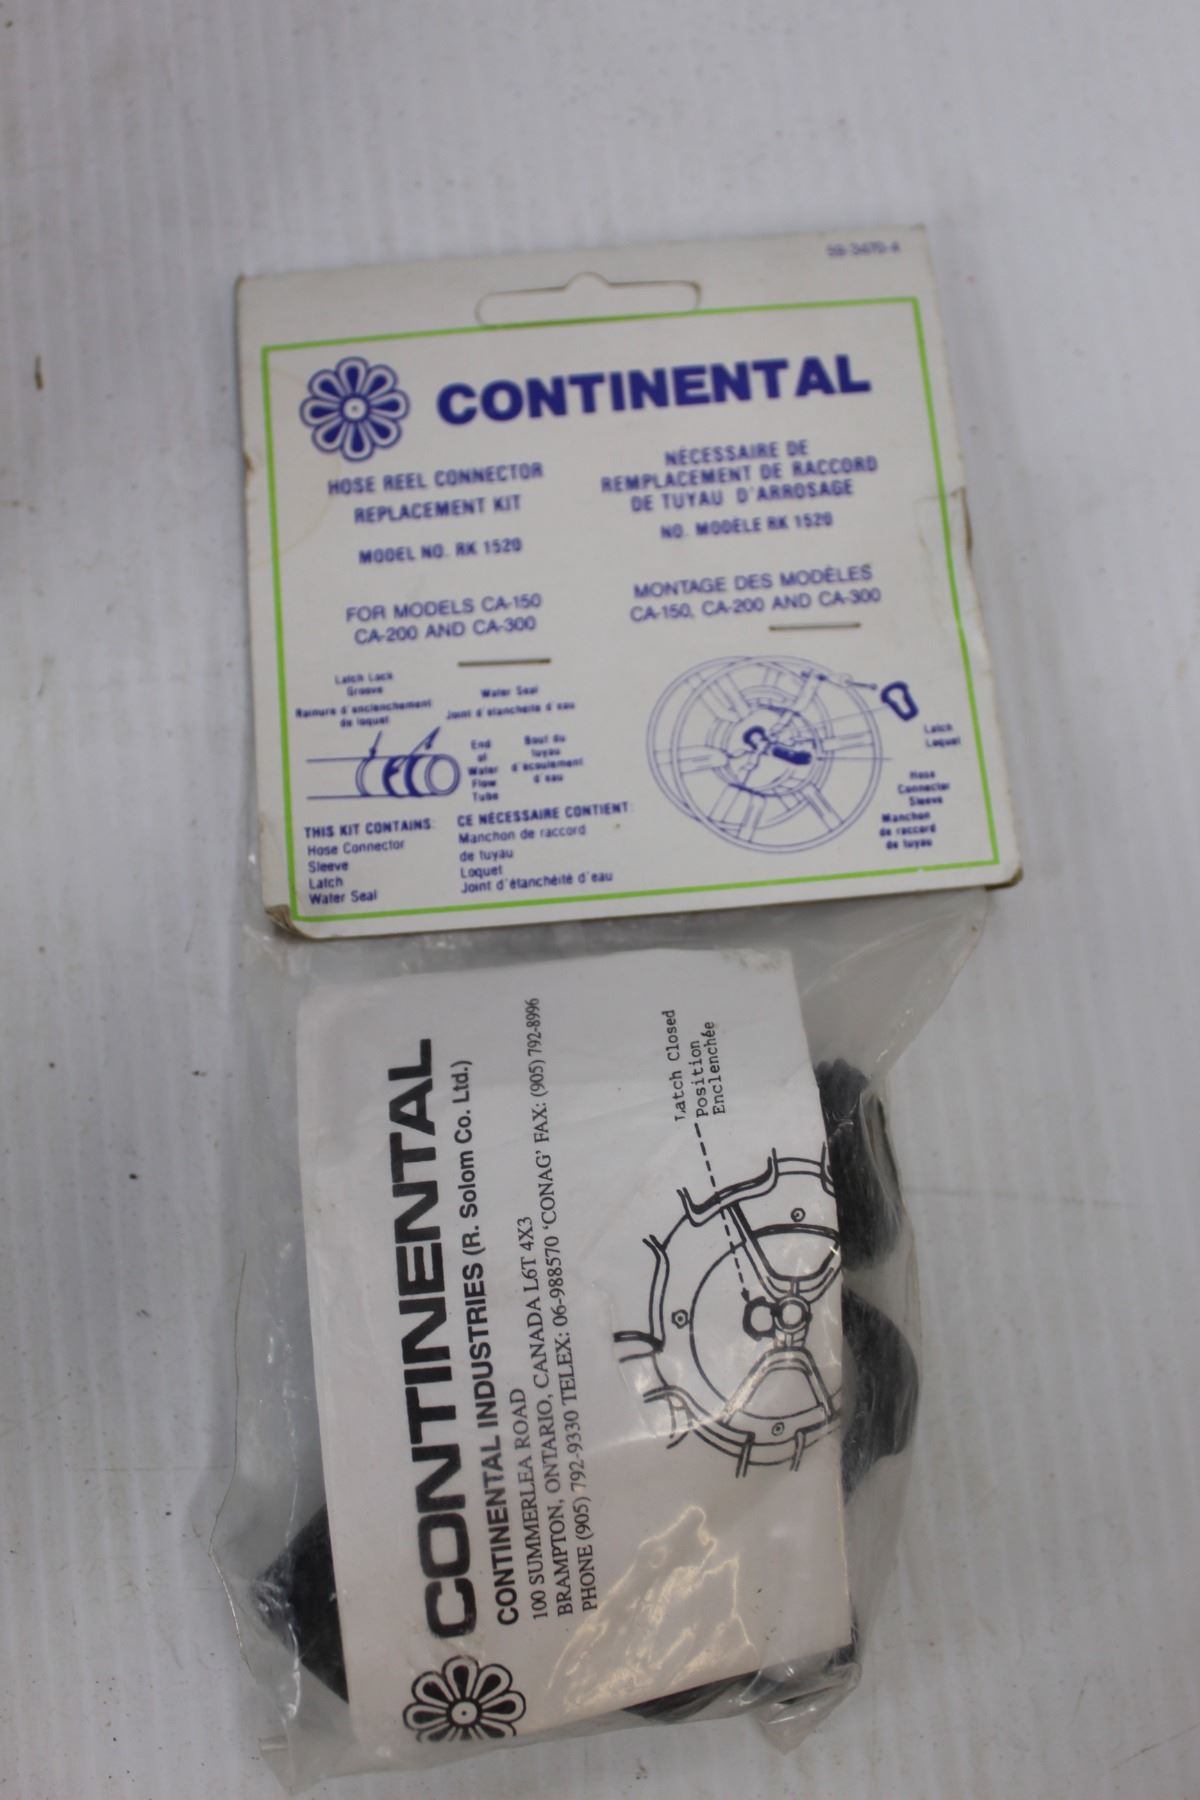 CONTINENTAL
HOSE REEL CONNECTOR
REPLACEMENT KIT
MODEL NO. RK 1520
FOR MODELS CA-150
CA-200 AND CA-300
NÉCESSAIRE DE
REMPLACEMENT DE RACCORD
DE TUYAU D'ARROSAGE
NO. MODÈLE RK 1520
MONTAGE DES MODÈLES
CA-150, CA-200 AND CA-300
Latch Lock
Groove
Rainure d'enclenchement
de loquet
Water Seal
Joint d'étanchéité d'eau
End
of
Water
Flow
Tube
Bout du
tuyau
d'écoulement
d'eau
Latch
Loquet
Hose
Connector
Sleeve
Manchon
de raccord
de tuyau
THIS KIT CONTAINS:
Hose Connector
Sleeve
Latch
Water Seal
CE NÉCESSAIRE CONTIENT:
Manchon de raccord
de tuyau
Loquet
Joint d'étanchéité d'eau
CONTINENTAL
CONTINENTAL INDUSTRIES (R. Solom Co. Ltd.)
100 SUMMERLEA ROAD
BRAMPTON, ONTARIO, CANADA L6T 4X3
PHONE (905) 792-9330 TELEX: 06-988570 'CONAG' FAX: (905) 792-8996
Latch Closed
Position
Enclenchée